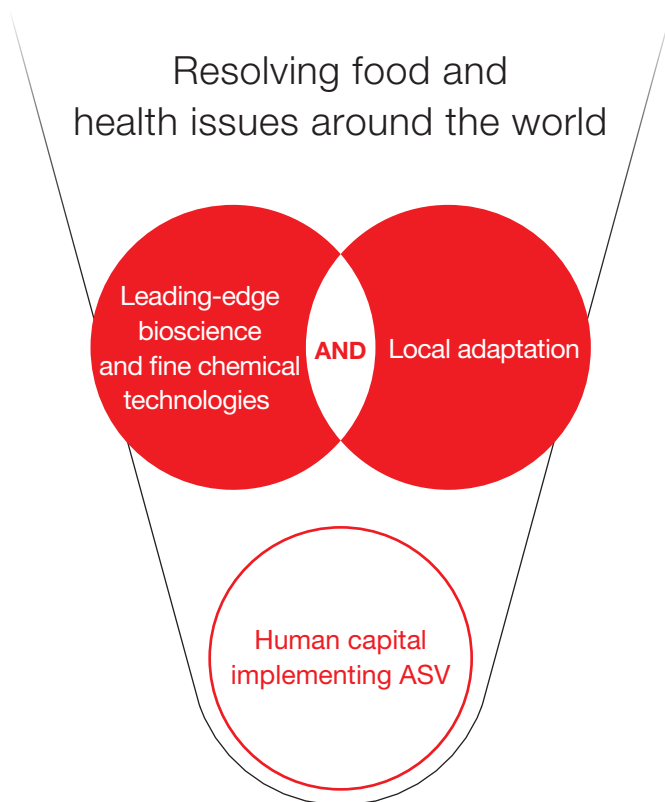 Resolving food and
health issues around the world
Leading-edge
bioscience
and fine chemical
technologies
AND
Local adaptation
Human capital
implementing ASV